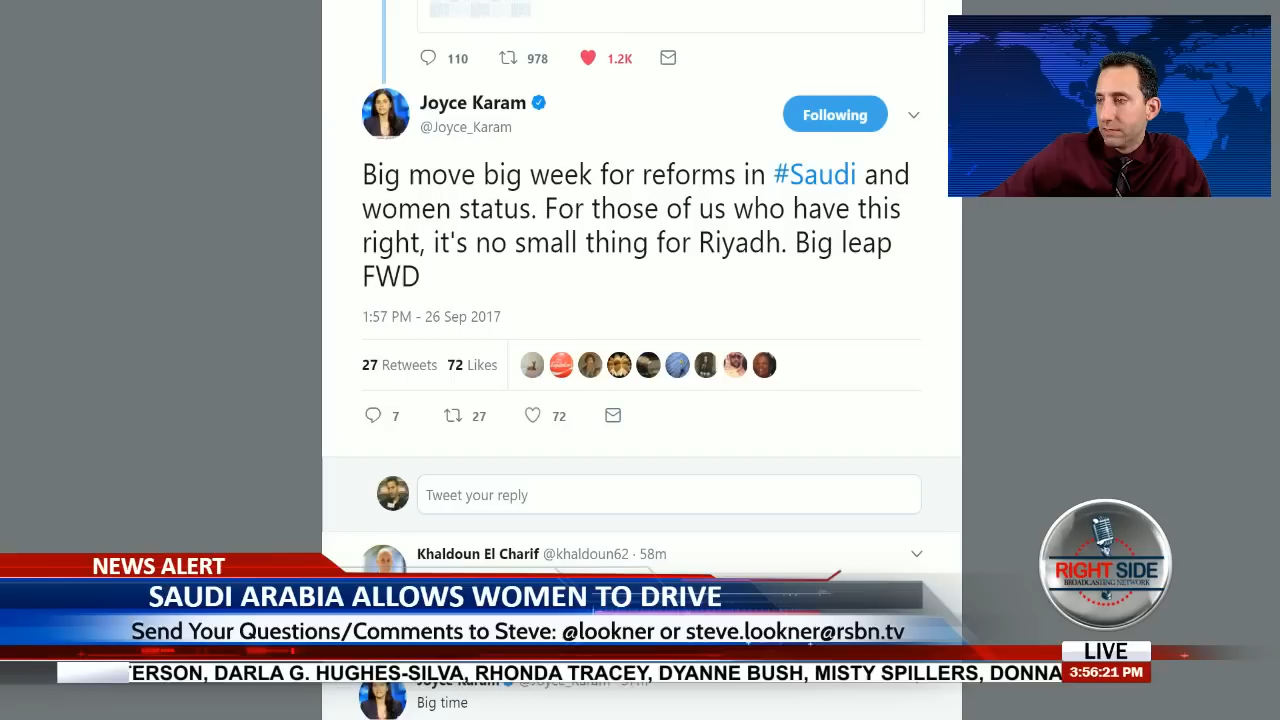 110 978 1.2K
Joyce Karam
@Joyce_Karam
Following
Big move big week for reforms in #Saudi and
women status. For those of us who have this
right, it's no small thing for Riyadh. Big leap
FWD
1:57 PM - 26 Sep 2017
27 Retweets 72 Likes
7 27 72
Tweet your reply
Khaldoun El Charif @khaldoun62 · 58m
NEWS ALERT
SAUDI ARABIA ALLOWS WOMEN TO DRIVE
Send Your Questions/Comments to Steve: @lookner or steve.lookner@rsbn.tv
RIGHT SIDE
BROADCASTING NETWORK
LIVE
3:56:21 PM
ERSON, DARLA G. HUGHES-SILVA, RHONDA TRACEY, DYANNE BUSH, MISTY SPILLERS, DONNA
Joyce Karam @Joyce_Karam
Big time